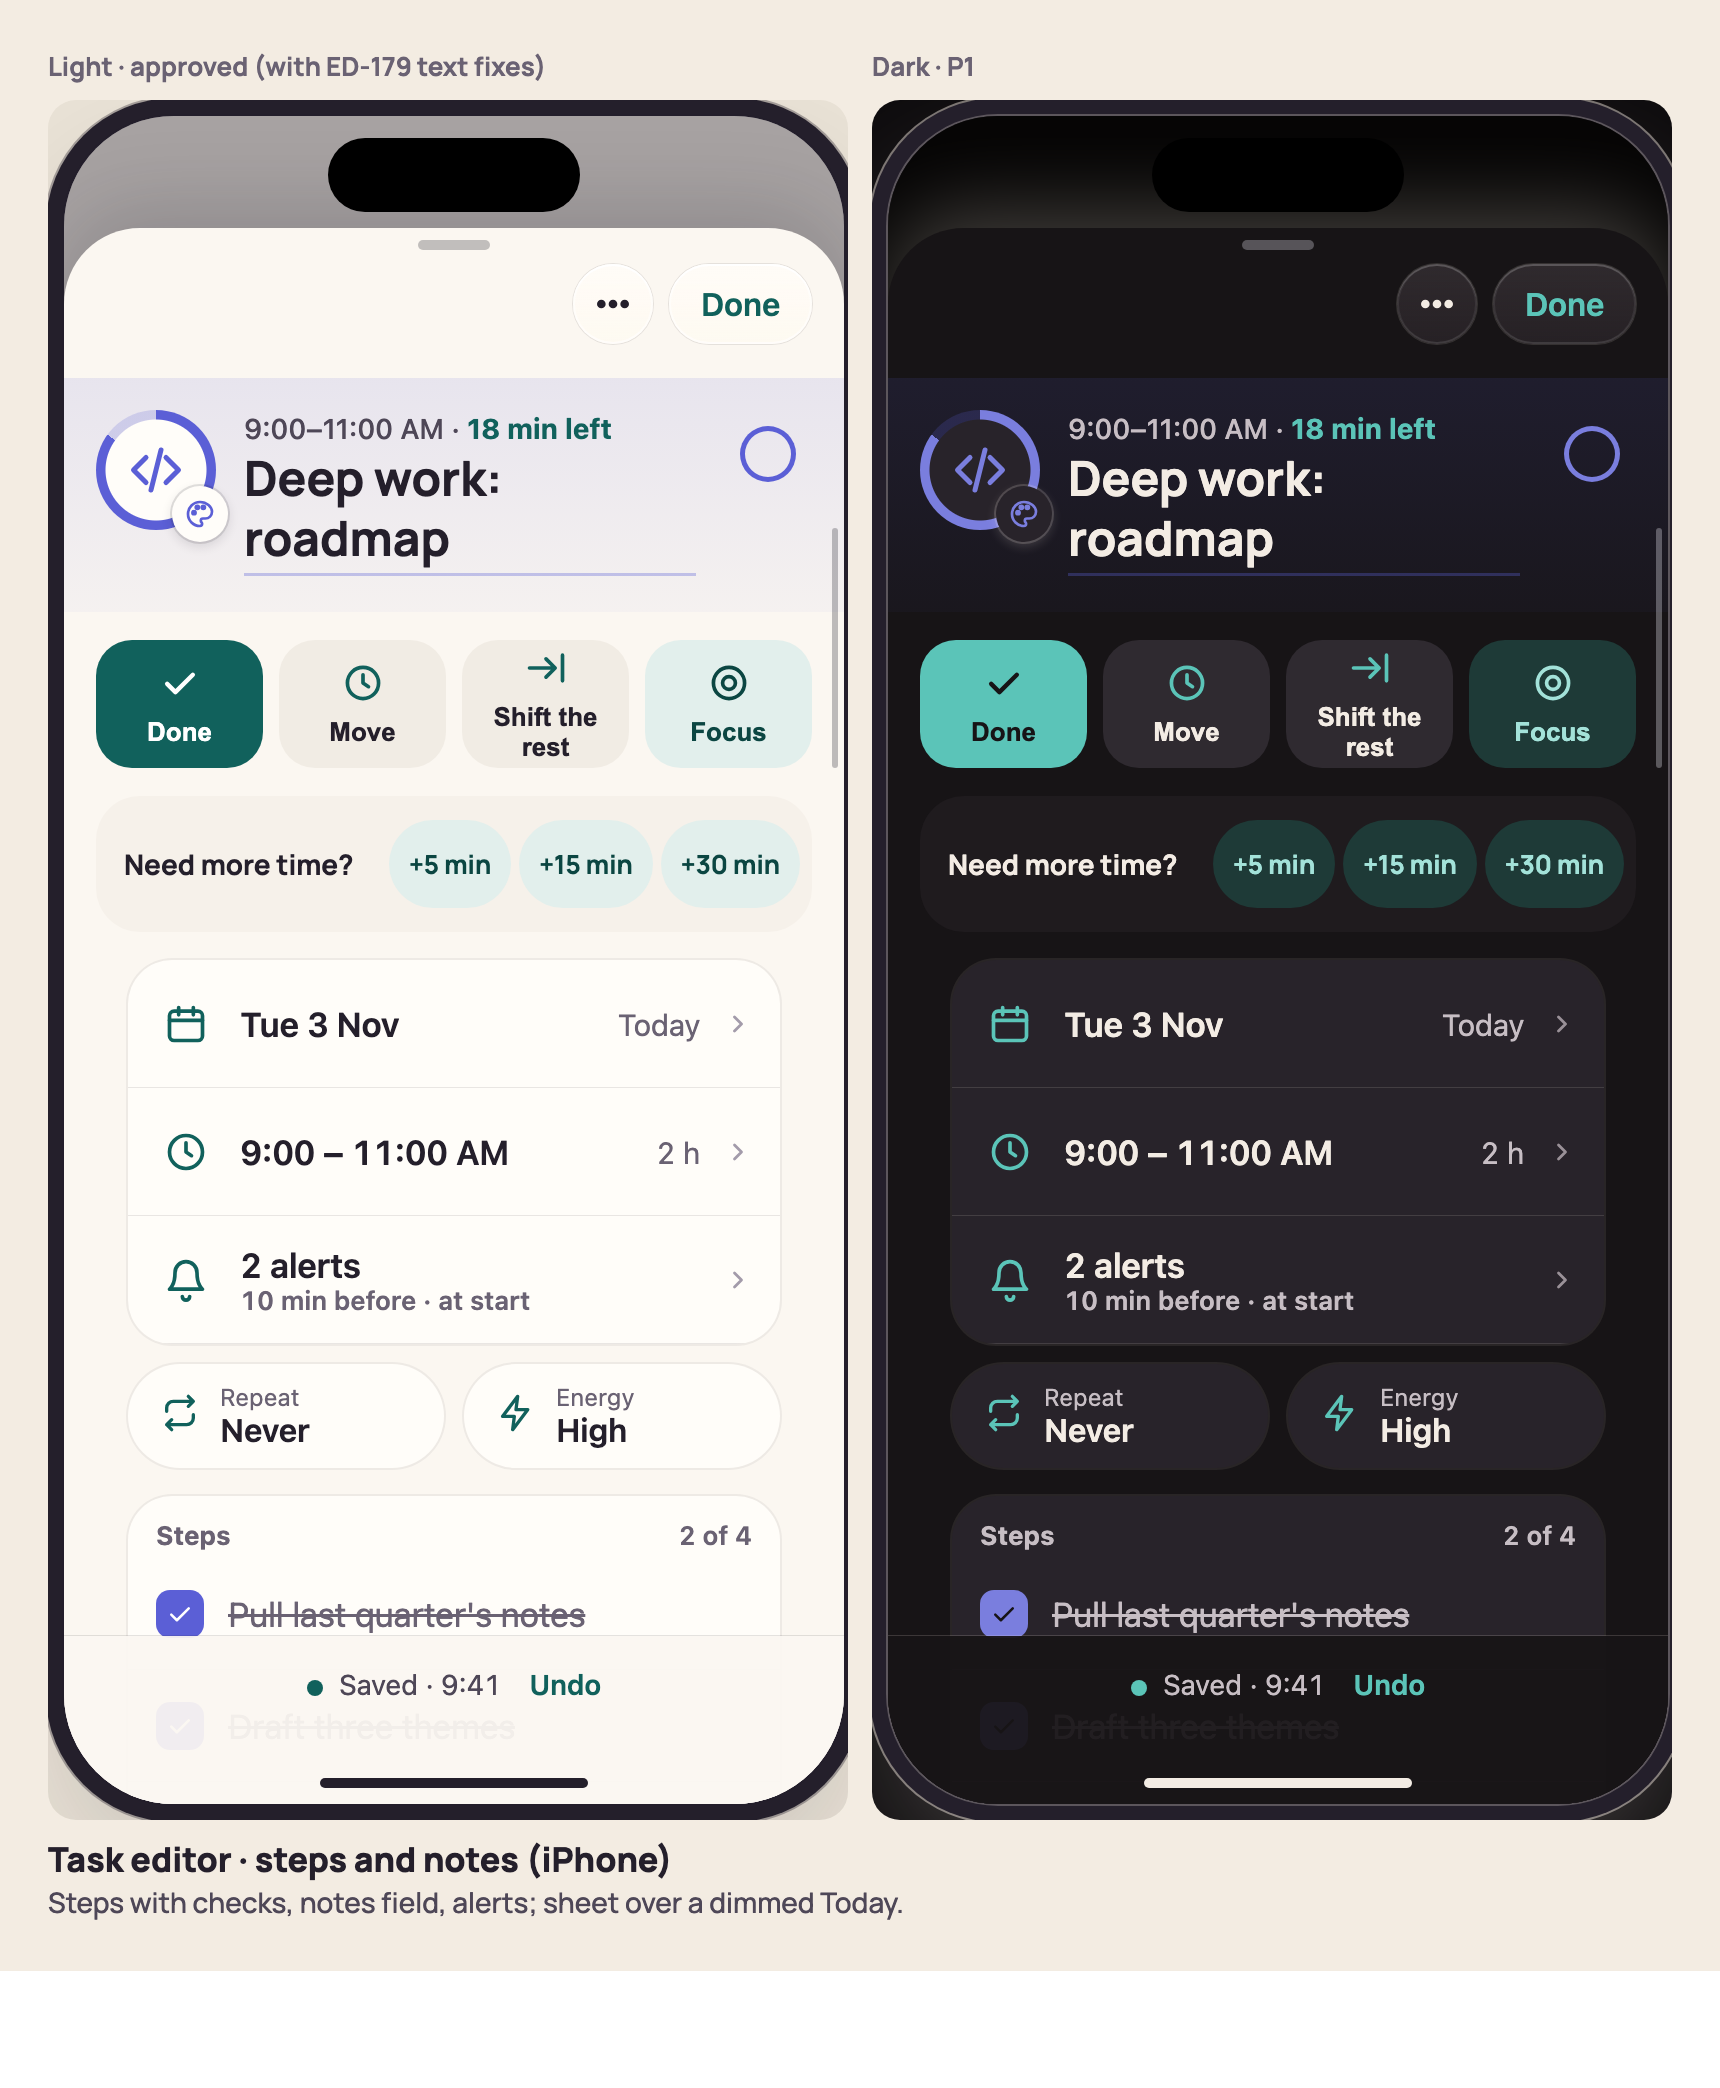 Light · approved (with ED-179 text fixes)
Done
9:00–11:00 AM · 18 min left
Deep work:
roadmap
Done
Move
Shift the
rest
Focus
Need more time?
+5 min
+15 min
+30 min
Tue 3 Nov
Today
9:00 – 11:00 AM
2 h
2 alerts
10 min before · at start
Repeat
Never
Energy
High
Steps
2 of 4
Pull last quarter's notes
Saved · 9:41
Undo
Draft three themes
Dark · P1
Done
9:00–11:00 AM · 18 min left
Deep work:
roadmap
Done
Move
Shift the
rest
Focus
Need more time?
+5 min
+15 min
+30 min
Tue 3 Nov
Today
9:00 – 11:00 AM
2 h
2 alerts
10 min before · at start
Repeat
Never
Energy
High
Steps
2 of 4
Pull last quarter's notes
Saved · 9:41
Undo
Draft three themes
Task editor · steps and notes (iPhone)
Steps with checks, notes field, alerts; sheet over a dimmed Today.